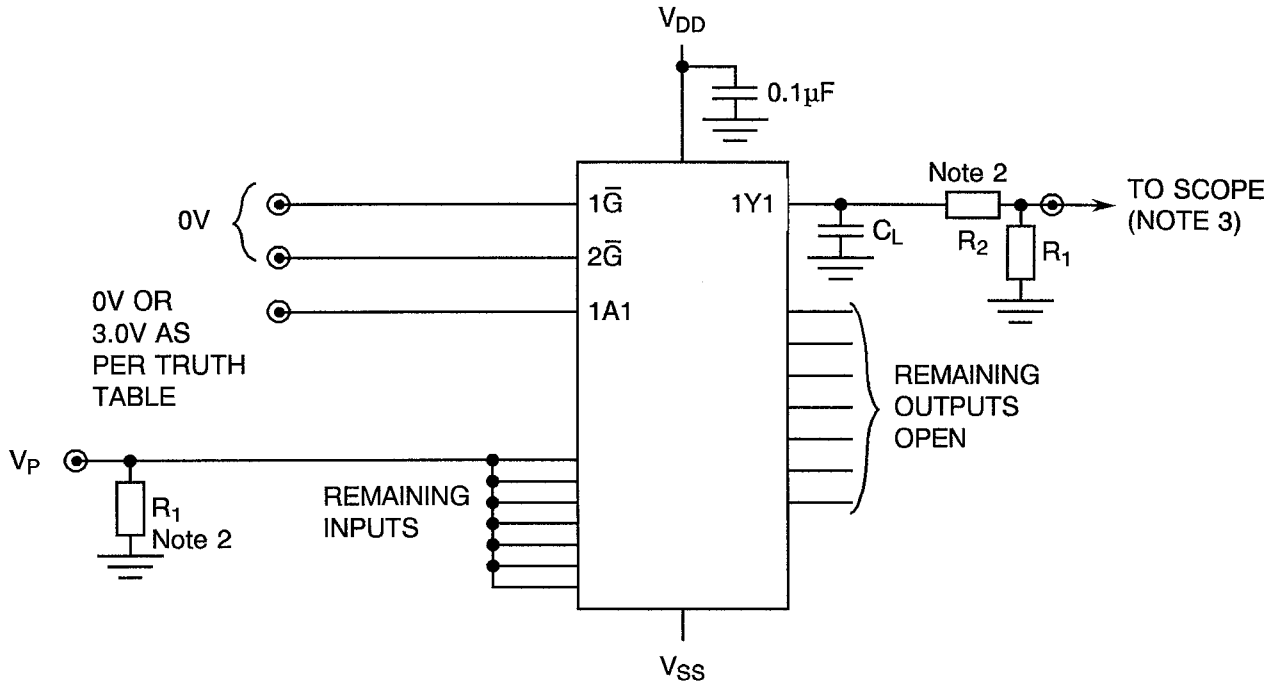 VDD
0.1µF
0V
1G̅
2G̅
1A1
1Y1
CL
Note 2
R2
R1
TO SCOPE
(NOTE 3)
0V OR
3.0V AS
PER TRUTH
TABLE
REMAINING
OUTPUTS
OPEN
VP
R1
Note 2
REMAINING
INPUTS
VSS